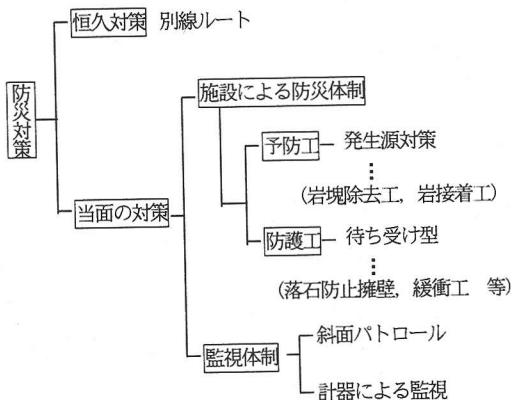 恒久対策 別線ルート
防災対策
施設による防災体制
予防工 発生源対策
(岩塊除去工，岩接着工)
当面の対策
防護工 待ち受け型
(落石防止擁壁，緩衝工 等)
斜面パトロール
監視体制
計器による監視